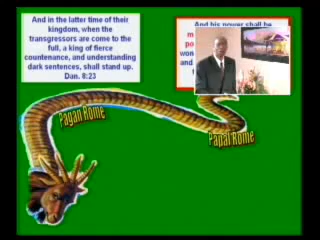 And in the latter time of their
kingdom, when the
transgressors are come to the
full, a king of fierce
countenance, and understanding
dark sentences, shall stand up.
Dan. 8:23
And his power shall be
Pagan Rome
Papal Rome